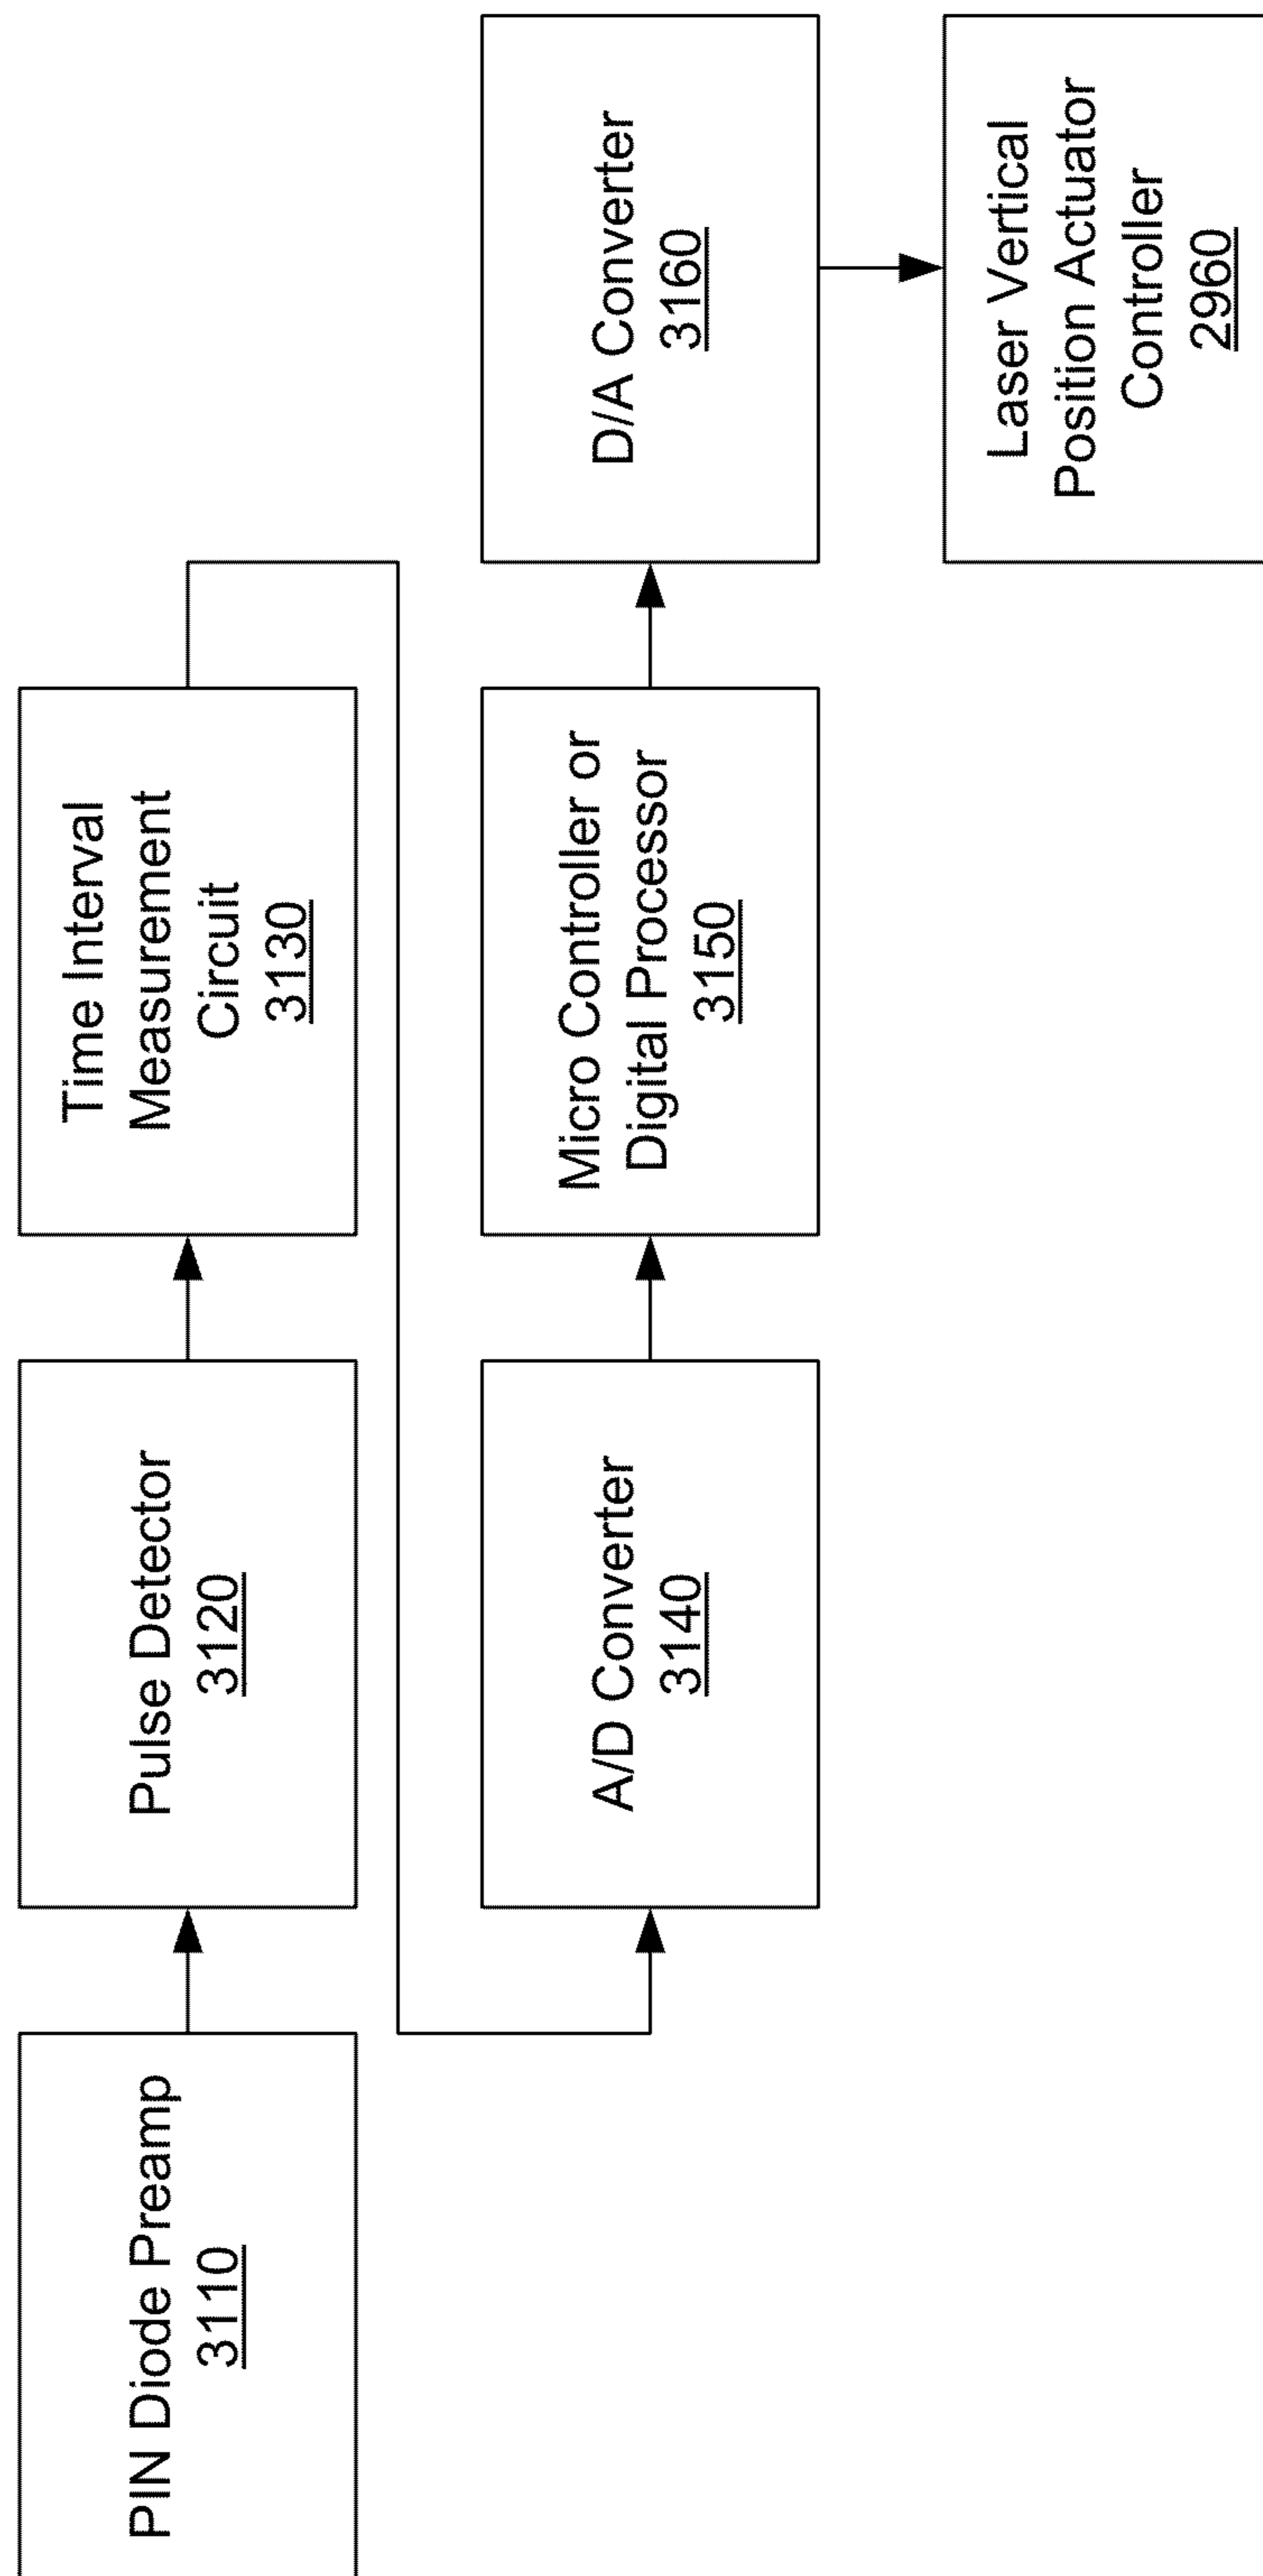 PIN Diode Preamp
3110
Pulse Detector
3120
Time Interval
Measurement
Circuit
3130
A/D Converter
3140
Micro Controller or
Digital Processor
3150
D/A Converter
3160
Laser Vertical
Position Actuator
Controller
2960